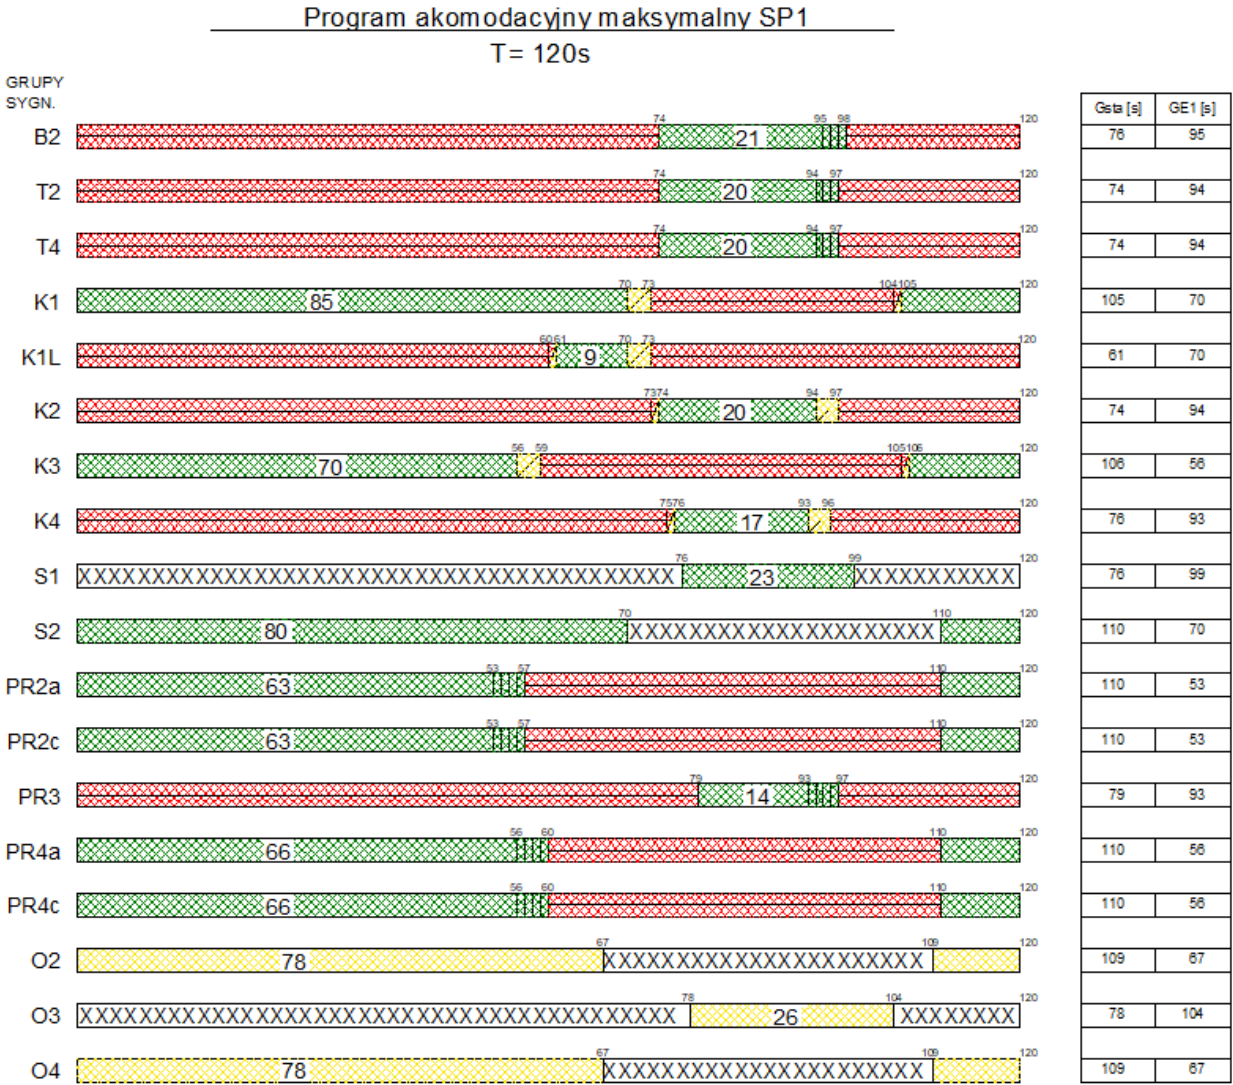 Program akomodacyjny maksymalny SP1
T= 120s
GRUPY
SYGN.
Gsta [s] GE1 [s]
74 95 98 120
B2 21 76 95
74 94 97 120
T2 20 74 94
74 94 97 120
T4 20 74 94
70 73 104 105 120
K1 85 105 70
60 61 70 73 120
K1L 9 61 70
73 74 94 97 120
K2 20 74 94
56 59 105 106 120
K3 70 106 56
75 76 93 96 120
K4 17 76 93
76 99 120
S1 XXXXXXXXXXXXXXXXXXXXXXXXXXXXXXXXXXXXXXXX 23 XXXXXXXXXXX 76 99
70 110 120
S2 80 XXXXXXXXXXXXXXXXXXXXX 110 70
53 57 110 120
PR2a 63 110 53
53 57 110 120
PR2c 63 110 53
79 93 97 120
PR3 14 79 93
56 60 110 120
PR4a 66 110 56
56 60 110 120
PR4c 66 110 56
67 109 120
O2 78 XXXXXXXXXXXXXXXXXXXXXX 109 67
78 104 120
O3 XXXXXXXXXXXXXXXXXXXXXXXXXXXXXXXXXXXXXXXX 26 XXXXXXXX 78 104
67 109 120
O4 78 XXXXXXXXXXXXXXXXXXXXXX 109 67